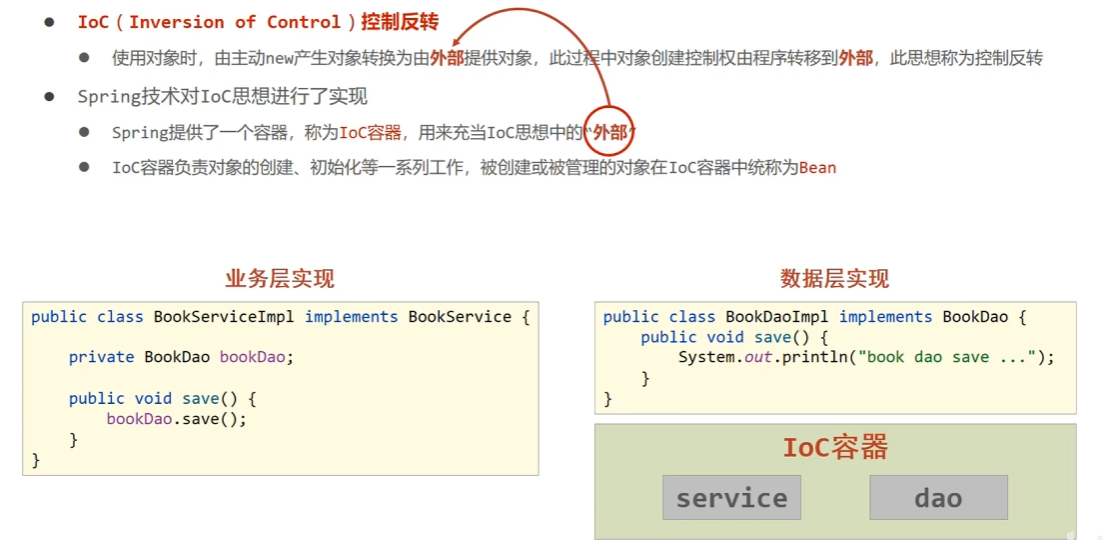 IoC（Inversion of Control）控制反转
使用对象时，由主动new产生对象转换为由外部提供对象，此过程中对象创建控制权由程序转移到外部，此思想称为控制反转
Spring技术对IoC思想进行了实现
Spring提供了一个容器，称为IoC容器，用来充当IoC思想中的“外部”
IoC容器负责对象的创建、初始化等一系列工作，被创建或被管理的对象在IoC容器中统称为Bean
业务层实现
public class BookServiceImpl implements BookService {
private BookDao bookDao;
public void save() {
bookDao.save();
}
}
数据层实现
public class BookDaoImpl implements BookDao {
public void save() {
System.out.println("book dao save ...");
}
}
IoC容器
service
dao